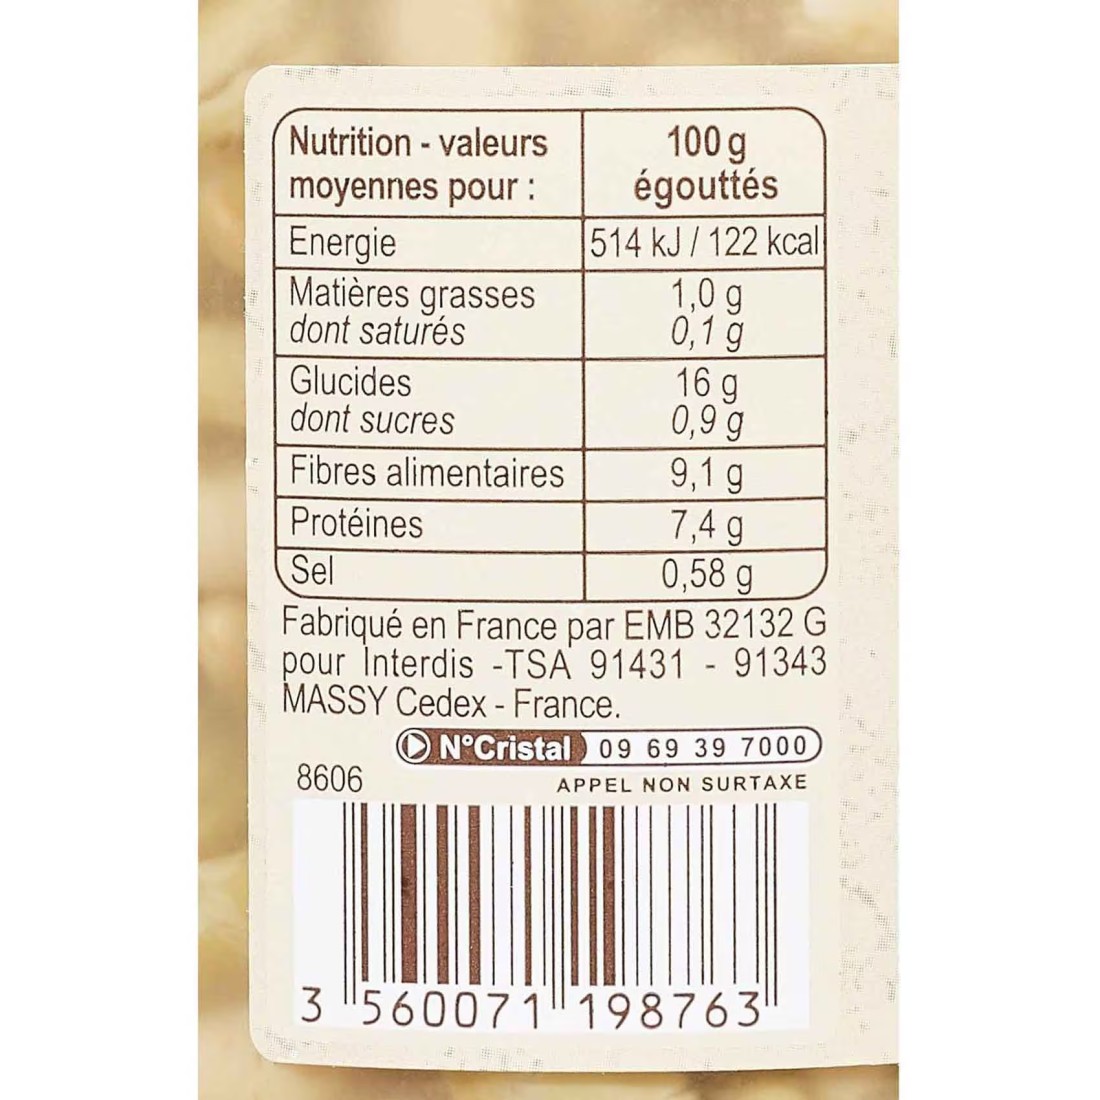 Nutrition - valeurs moyennes pour : 100 g égouttés
Energie 514 kJ / 122 kcal
Matières grasses 1,0 g
dont saturés 0,1 g
Glucides 16 g
dont sucres 0,9 g
Fibres alimentaires 9,1 g
Protéines 7,4 g
Sel 0,58 g
Fabriqué en France par EMB 32132 G
pour Interdis -TSA 91431 - 91343
MASSY Cedex - France.
N°Cristal 09 69 39 7000
8606 APPEL NON SURTAXE
3 560071 198763